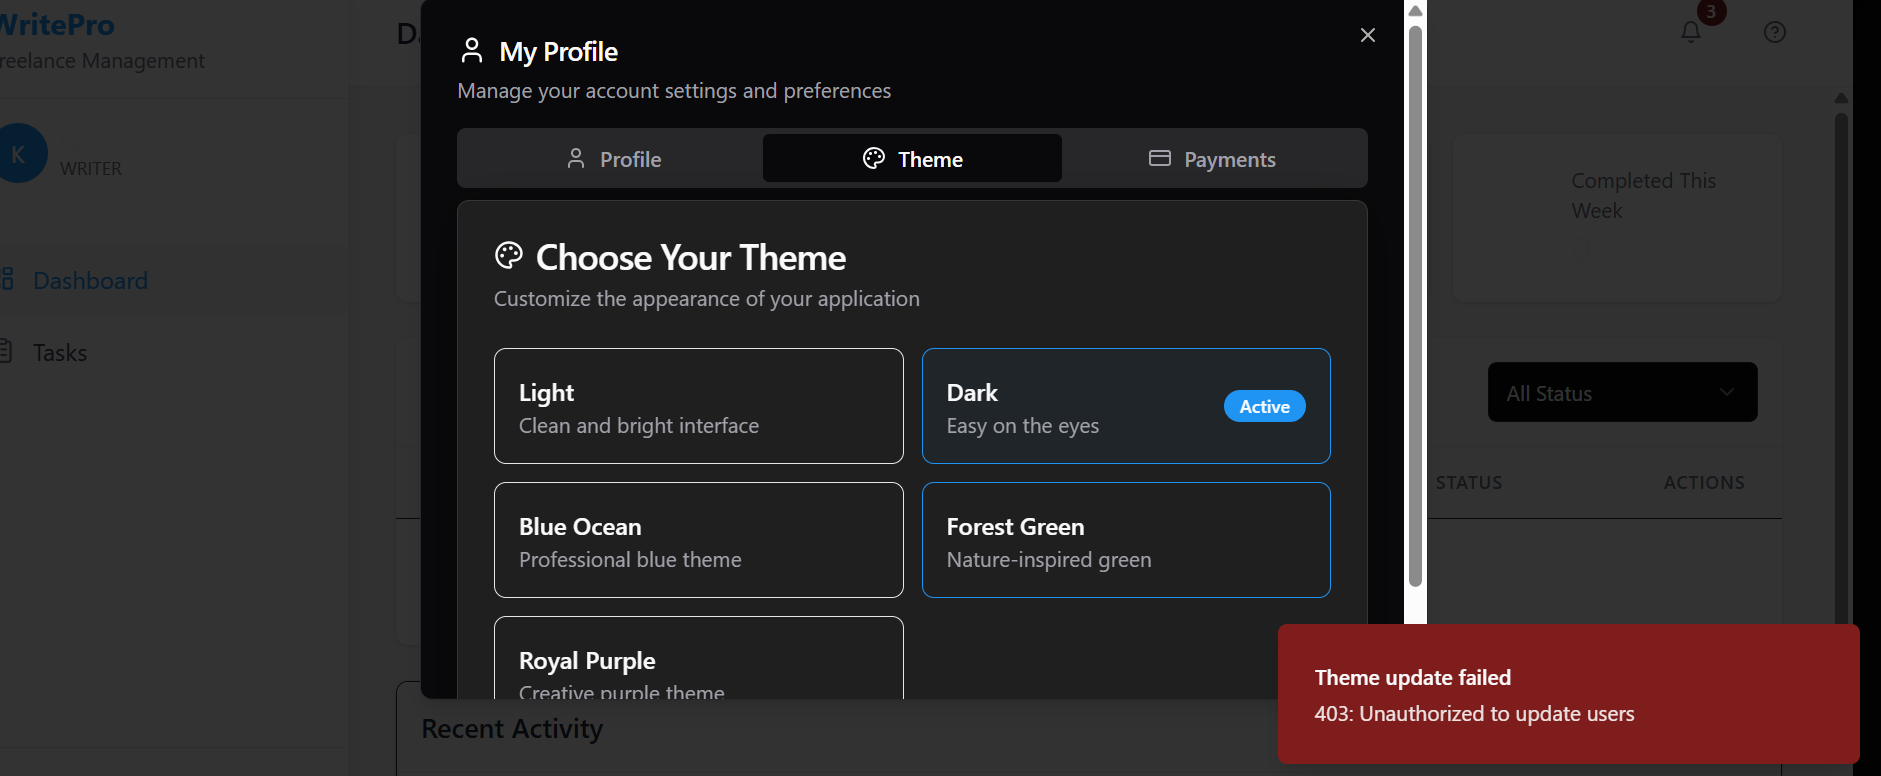 WritePro
reelance Management
K
WRITER
Dashboard
Tasks
3
My Profile
Manage your account settings and preferences
Profile
Theme
Payments
Choose Your Theme
Customize the appearance of your application
Light
Clean and bright interface
Dark
Easy on the eyes
Active
Blue Ocean
Professional blue theme
Forest Green
Nature-inspired green
Royal Purple
Creative purple theme
Completed This
Week
All Status
STATUS
ACTIONS
Recent Activity
Theme update failed
403: Unauthorized to update users